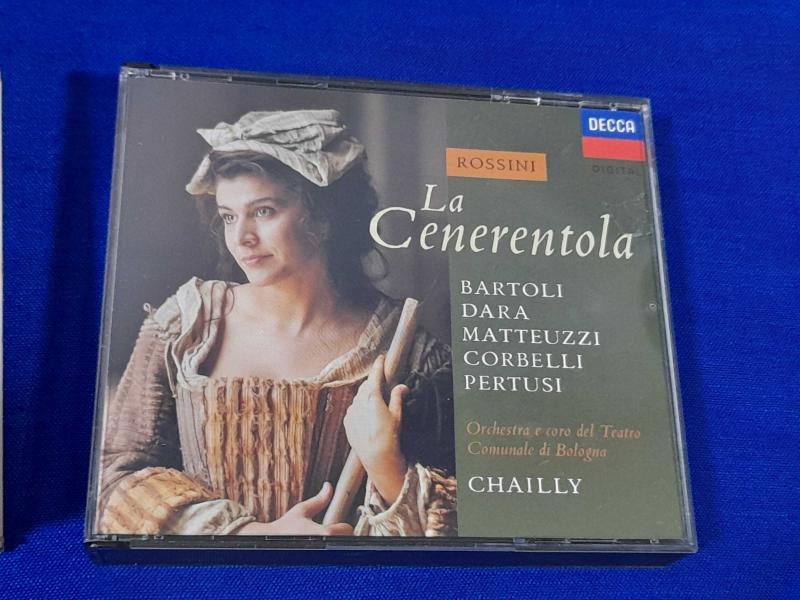 DECCA
DIGITAL
ROSSINI
La
Cenerentola
BARTOLI
DARA
MATTEUZZI
CORBELLI
PERTUSI
Orchestra e coro del Teatro
Comunale di Bologna
CHAILLY